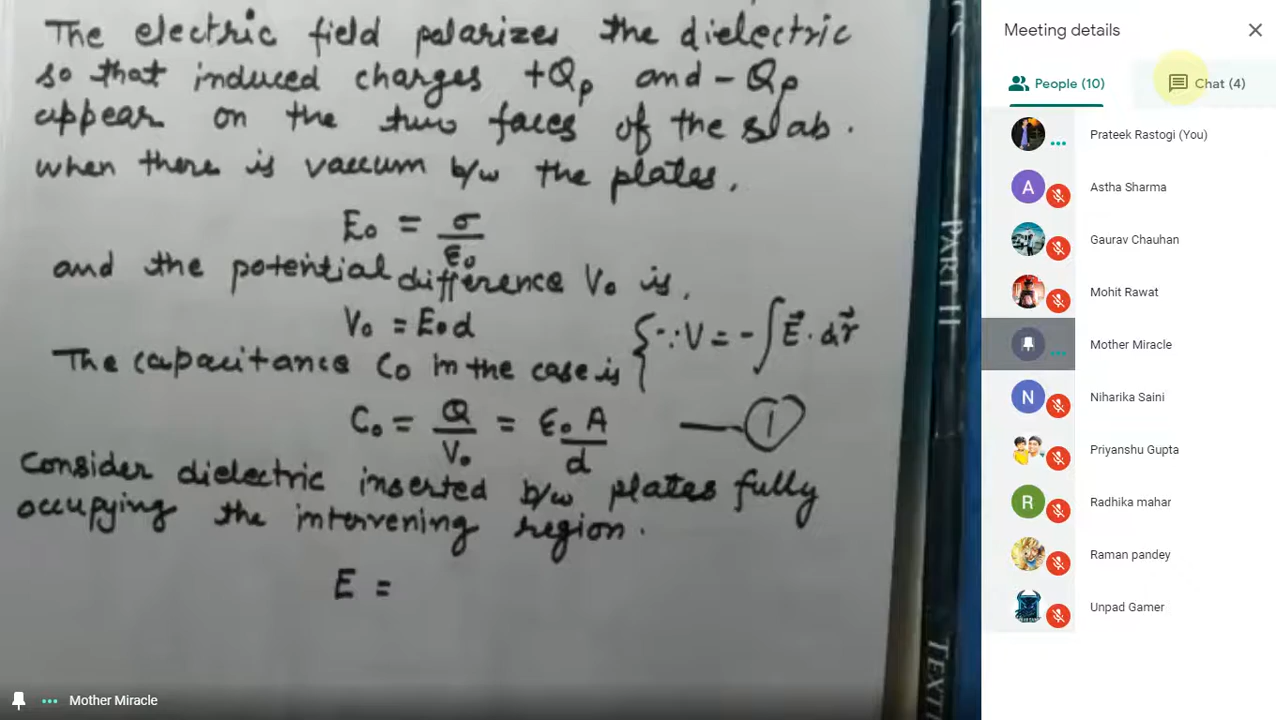 The electric field polarizes the dielectric
so that induced charges +Qp and - Qp
appear on the two faces of the slab.
when there is vaccum b/w the plates,
E₀ = σ/ε₀
and the potential difference V₀ is,
V₀ = E₀d
{∵V = -∫E⃗ . dr⃗
The capacitance C₀ in the case is
C₀ = Q/V₀ = ε₀ A/d — ①
Consider dielectric inserted b/w plates fully
occupying the intervening region.
E =
PART II
TEXT
Mother Miracle
Meeting details
People (10)
Chat (4)
Prateek Rastogi (You)
A Astha Sharma
Gaurav Chauhan
Mohit Rawat
Mother Miracle
N Niharika Saini
Priyanshu Gupta
R Radhika mahar
Raman pandey
Unpad Gamer